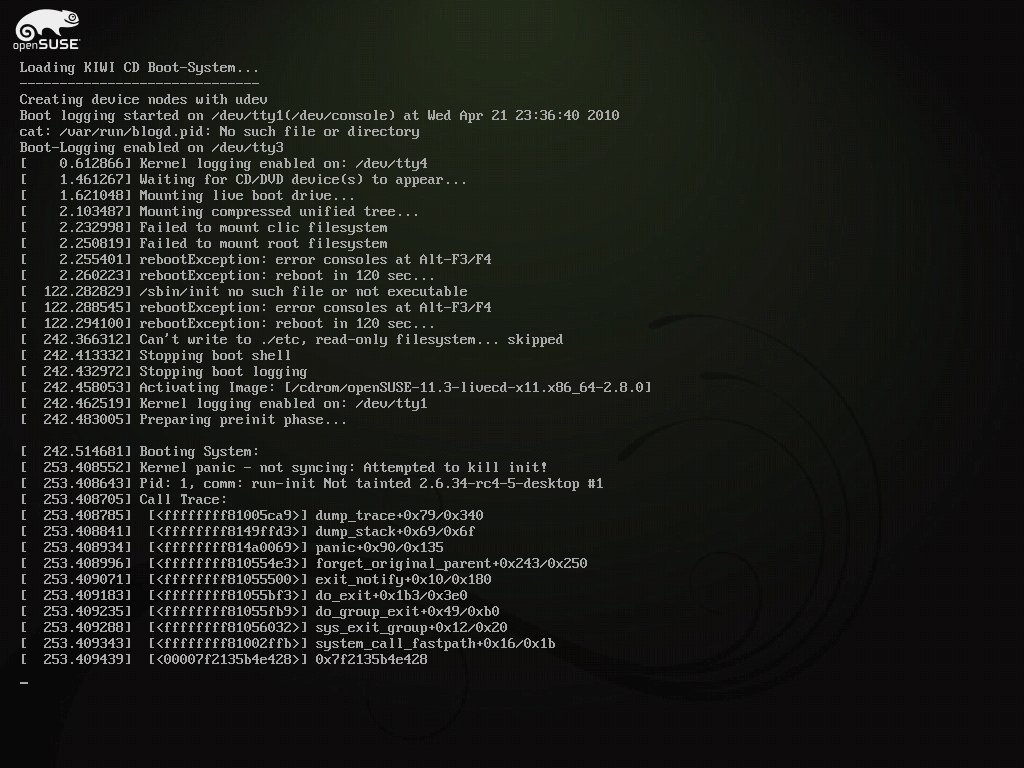 openSUSE
Loading KIWI CD Boot-System...
------------------------------
Creating device nodes with udev
Boot logging started on /dev/tty1(/dev/console) at Wed Apr 21 23:36:40 2010
cat: /var/run/blogd.pid: No such file or directory
Boot-Logging enabled on /dev/tty3
[    0.612866] Kernel logging enabled on: /dev/tty4
[    1.461267] Waiting for CD/DVD device(s) to appear...
[    1.621048] Mounting live boot drive...
[    2.103487] Mounting compressed unified tree...
[    2.232998] Failed to mount clic filesystem
[    2.250819] Failed to mount root filesystem
[    2.255401] rebootException: error consoles at Alt-F3/F4
[    2.260223] rebootException: reboot in 120 sec...
[  122.282829] /sbin/init no such file or not executable
[  122.288545] rebootException: error consoles at Alt-F3/F4
[  122.294100] rebootException: reboot in 120 sec...
[  242.366312] Can't write to ./etc, read-only filesystem... skipped
[  242.413332] Stopping boot shell
[  242.432972] Stopping boot logging
[  242.458053] Activating Image: [/cdrom/openSUSE-11.3-livecd-x11.x86_64-2.8.0]
[  242.462519] Kernel logging enabled on: /dev/tty1
[  242.483005] Preparing preinit phase...
[  242.514681] Booting System:
[  253.408552] Kernel panic - not syncing: Attempted to kill init!
[  253.408643] Pid: 1, comm: run-init Not tainted 2.6.34-rc4-5-desktop #1
[  253.408705] Call Trace:
[  253.408785]  [<ffffffff81005ca9>] dump_trace+0x79/0x340
[  253.408841]  [<ffffffff8149ffd3>] dump_stack+0x69/0x6f
[  253.408934]  [<ffffffff814a0069>] panic+0x90/0x135
[  253.408996]  [<ffffffff810554e3>] forget_original_parent+0x243/0x250
[  253.409071]  [<ffffffff81055500>] exit_notify+0x10/0x180
[  253.409183]  [<ffffffff81055bf3>] do_exit+0x1b3/0x3e0
[  253.409235]  [<ffffffff81055fb9>] do_group_exit+0x49/0xb0
[  253.409288]  [<ffffffff81056032>] sys_exit_group+0x12/0x20
[  253.409343]  [<ffffffff81002ffb>] system_call_fastpath+0x16/0x1b
[  253.409439]  [<00007f2135b4e428>] 0x7f2135b4e428
_